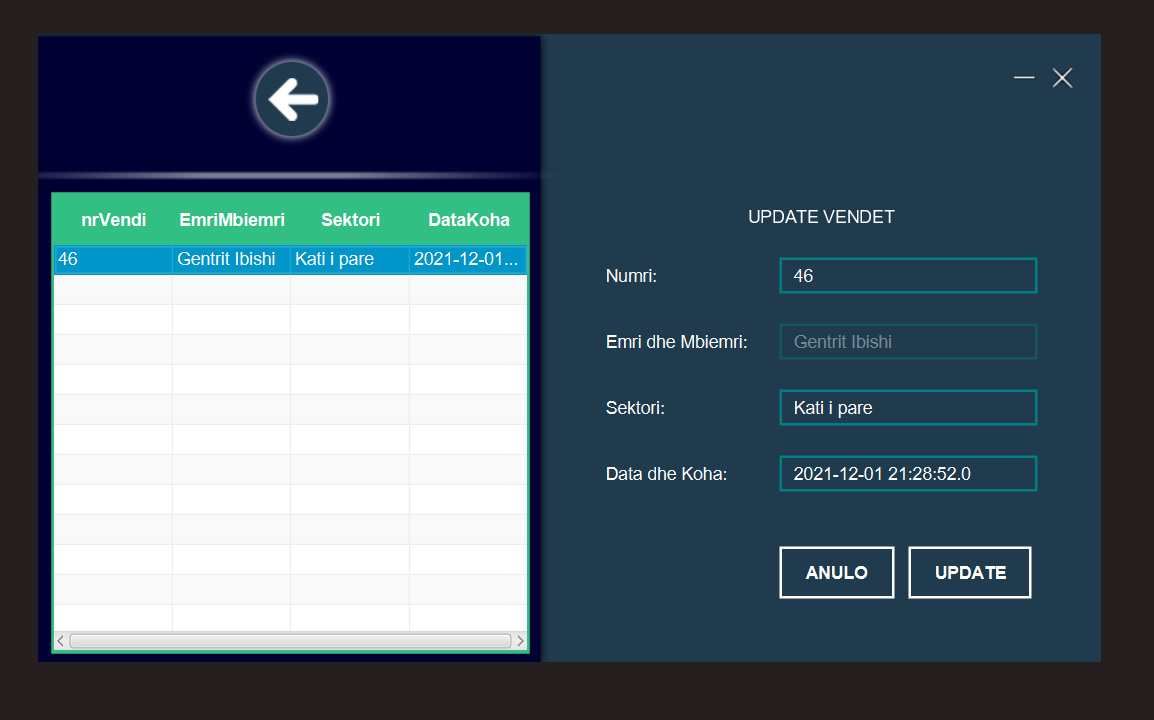 nrVendi EmriMbiemri Sektori DataKoha
46 Gentrit Ibishi Kati i pare 2021-12-01...
UPDATE VENDET
Numri: 46
Emri dhe Mbiemri: Gentrit Ibishi
Sektori: Kati i pare
Data dhe Koha: 2021-12-01 21:28:52.0
ANULO UPDATE